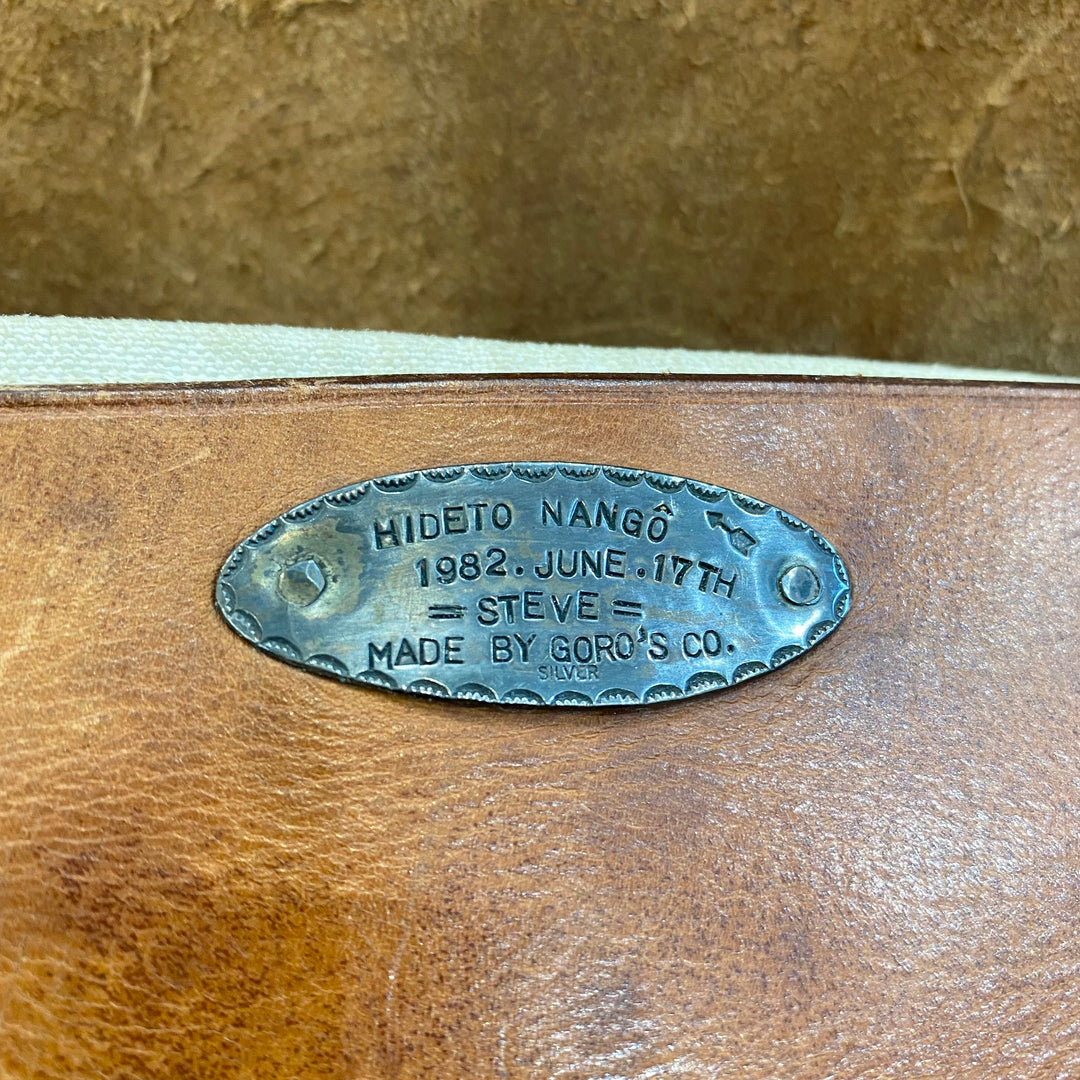 HIDETO NANGÔ
1982.JUNE.17TH
=STEVE=
MADE BY GORO'S CO.
SILVER